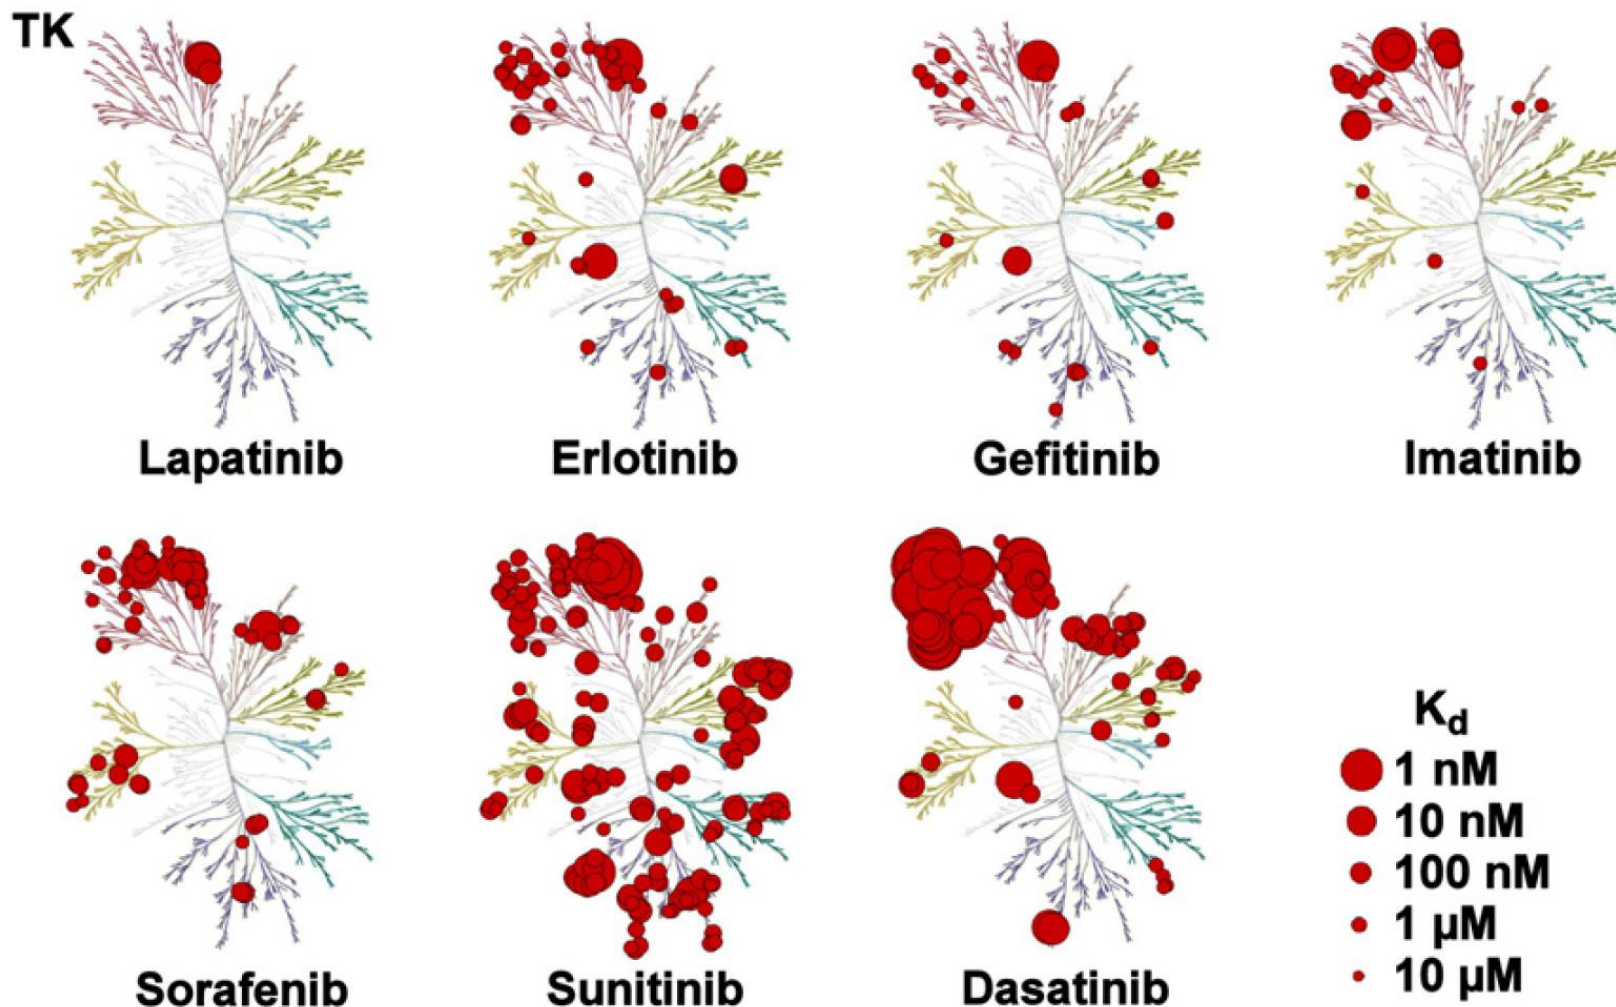 TK
Lapatinib
Erlotinib
Gefitinib
Imatinib
Sorafenib
Sunitinib
Dasatinib
Kd
1 nM
10 nM
100 nM
1 µM
10 µM